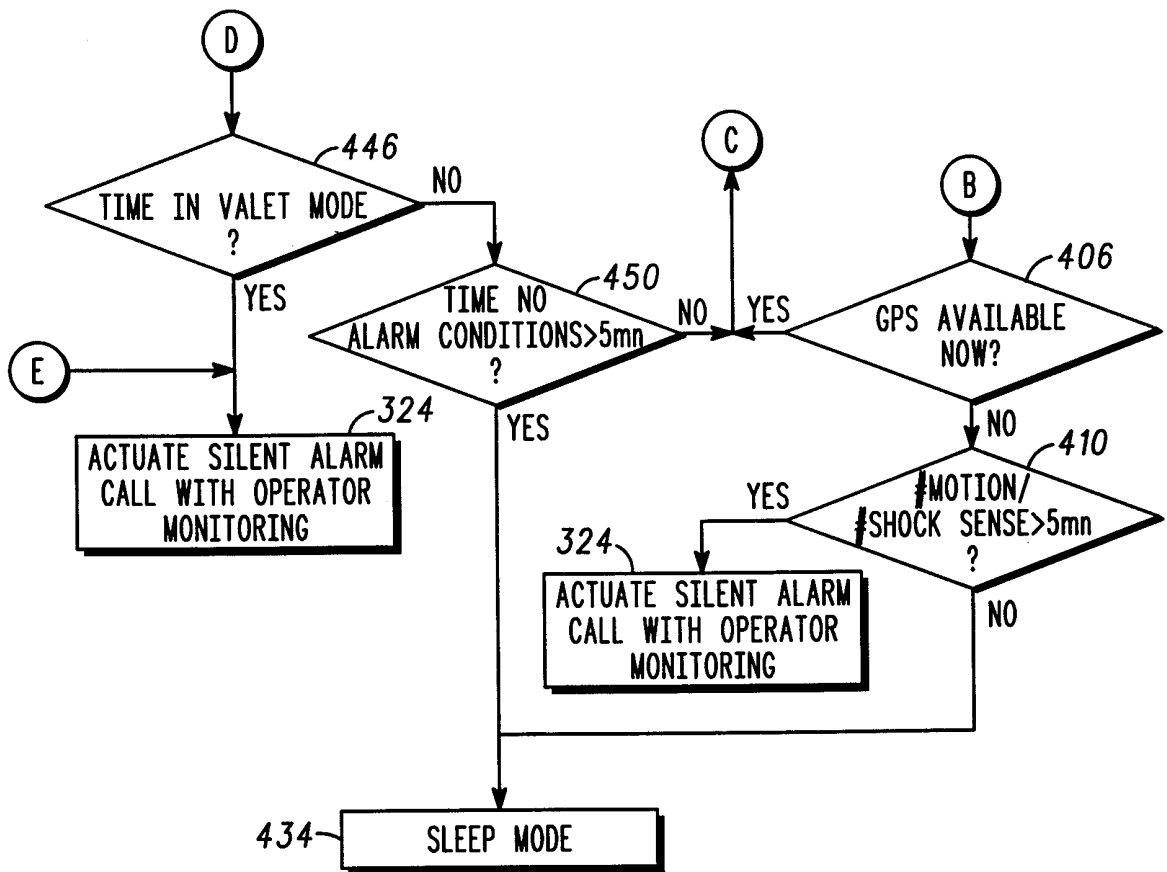 D
446
TIME IN VALET MODE
?
NO
YES
E
324
ACTUATE SILENT ALARM
CALL WITH OPERATOR
MONITORING
450
TIME NO
ALARM CONDITIONS>5mn
?
NO
YES
C
B
406
GPS AVAILABLE
NOW?
YES
NO
410
#MOTION/
#SHOCK SENSE>5mn
?
YES
NO
324
ACTUATE SILENT ALARM
CALL WITH OPERATOR
MONITORING
434
SLEEP MODE